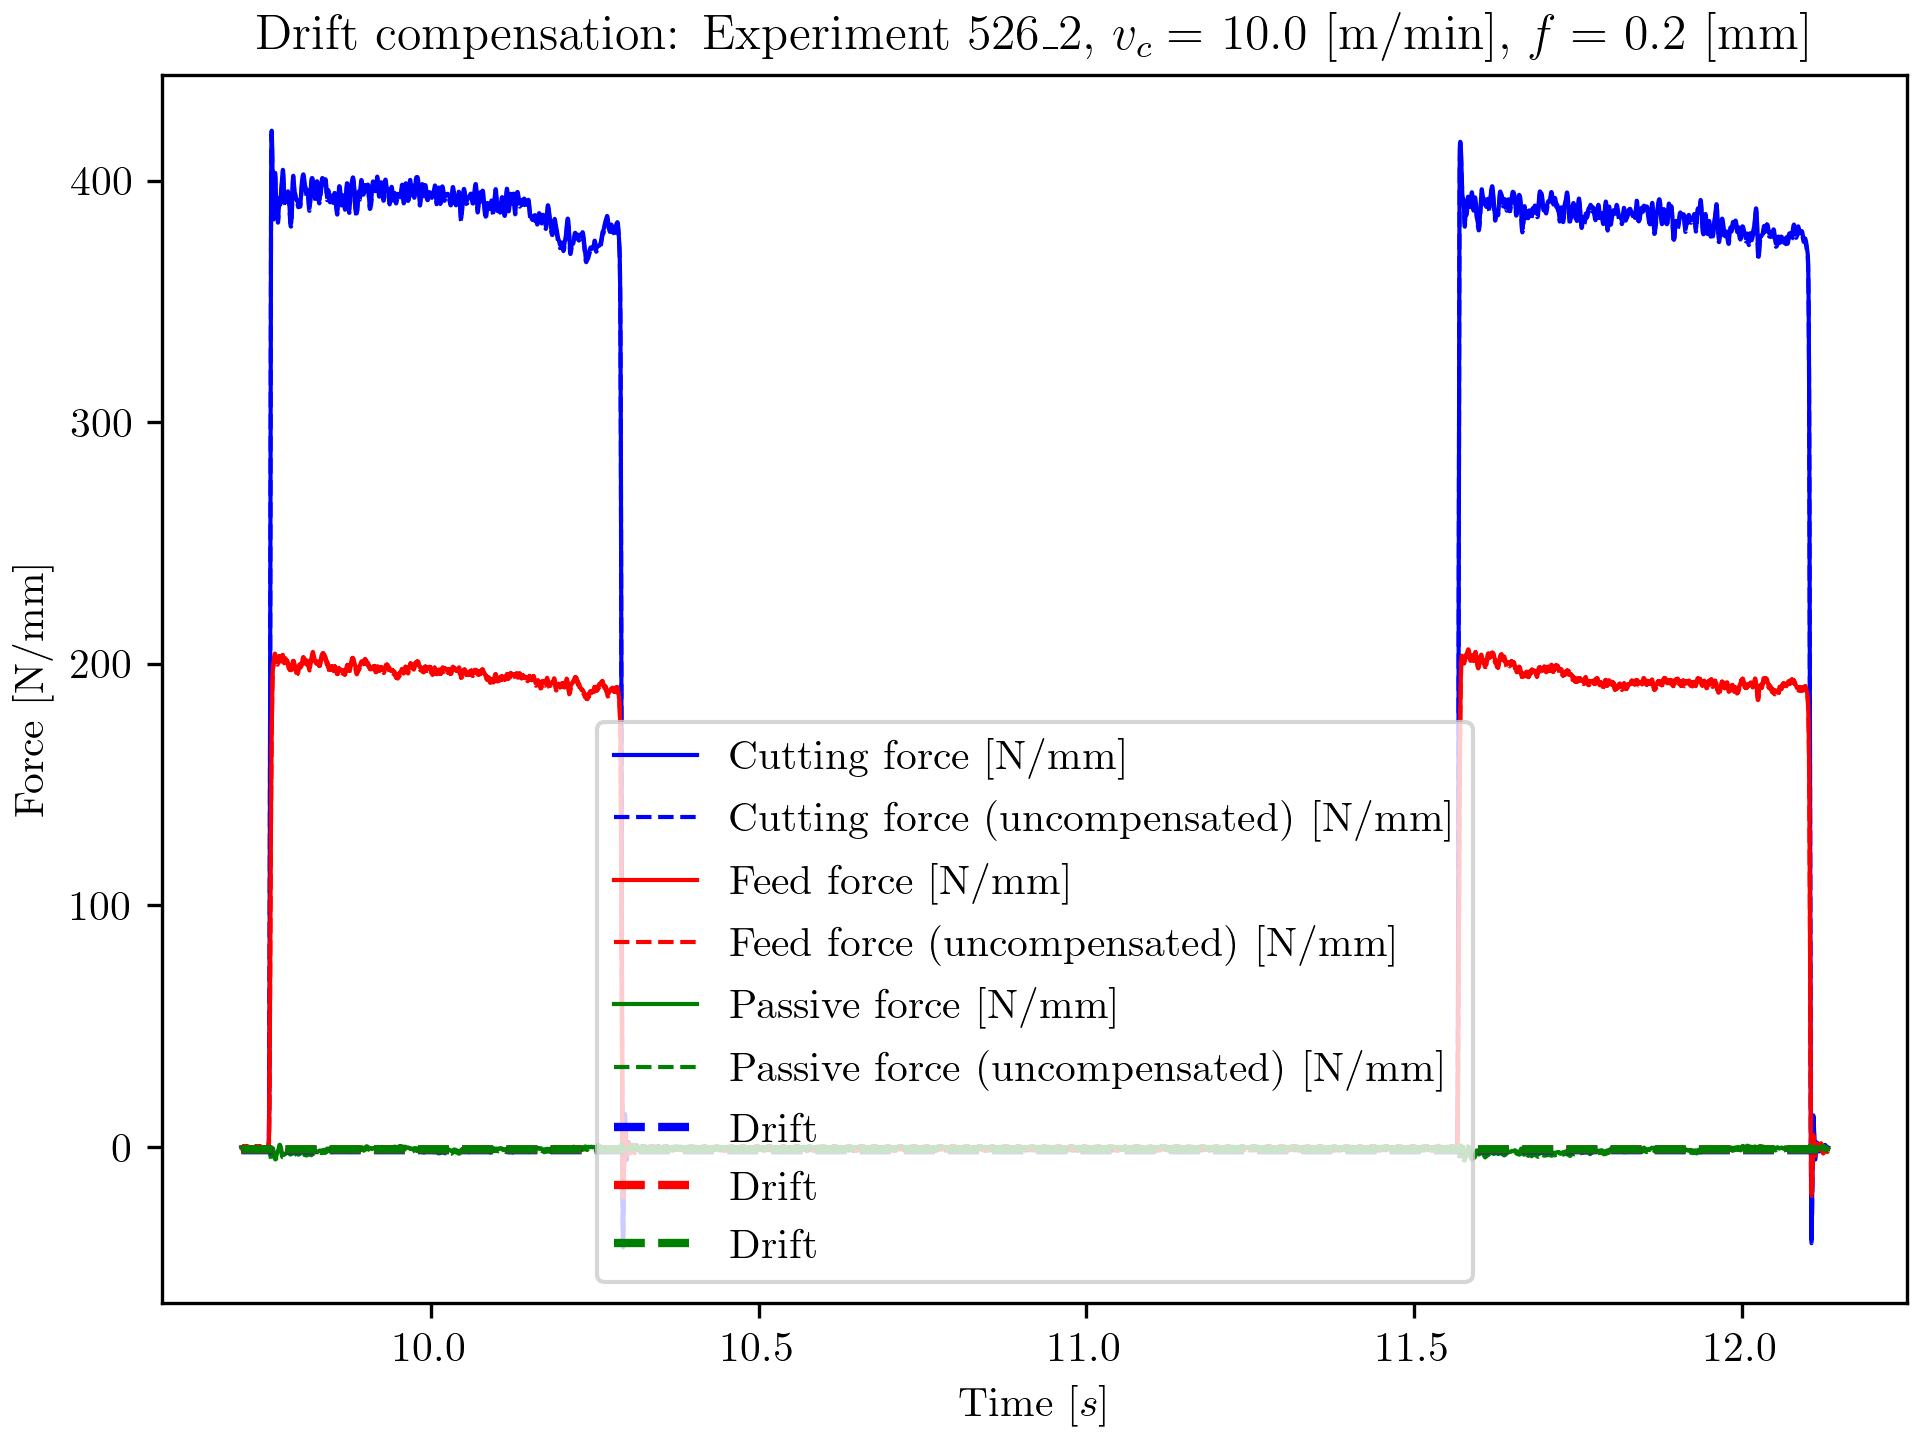 Drift compensation: Experiment 526_2, v_c = 10.0 [m/min], f = 0.2 [mm]
400
300
200
100
0
Force [N/mm]
Cutting force [N/mm]
Cutting force (uncompensated) [N/mm]
Feed force [N/mm]
Feed force (uncompensated) [N/mm]
Passive force [N/mm]
Passive force (uncompensated) [N/mm]
Drift
Drift
Drift
10.0 10.5 11.0 11.5 12.0
Time [s]